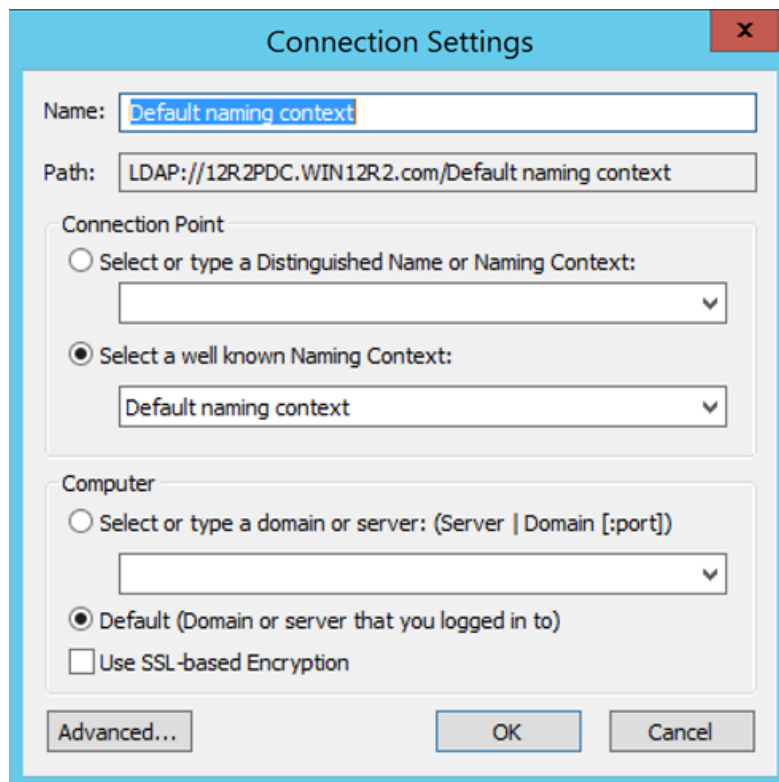 Connection Settings
x
Name: Default naming context
Path: LDAP://12R2PDC.WIN12R2.com/Default naming context
Connection Point
Select or type a Distinguished Name or Naming Context:
Select a well known Naming Context:
Default naming context
Computer
Select or type a domain or server: (Server | Domain [:port])
Default (Domain or server that you logged in to)
Use SSL-based Encryption
Advanced... OK Cancel